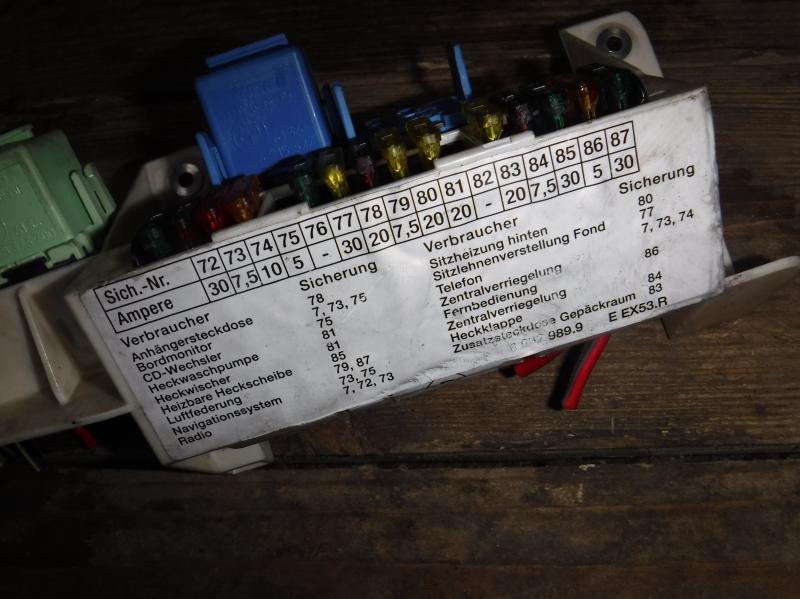 Sich.-Nr. 72 73 74 75 76 77 78 79 80 81 82 83 84 85 86 87
Ampere 30 7,5 10 5 - 30 20 7,5 20 20 - 20 7,5 30 5 30
Verbraucher Sicherung
Anhängersteckdose 78
Bordmonitor 7, 73, 75
CD-Wechsler 75
Heckwaschpumpe 81
Heckwischer 81
Heizbare Heckscheibe 85
Luftfederung 79, 87
Navigationssystem 73, 75
Radio 7, 72, 73
Verbraucher Sicherung
Sitzheizung hinten 80
Sitzlehnenverstellung Fond 77
Telefon 7, 73, 74
Zentralverriegelung
Fernbedienung 86
Zentralverriegelung
Heckklappe 84
Zusatzsteckdose Gepäckraum 83
989.9 E EX53.R